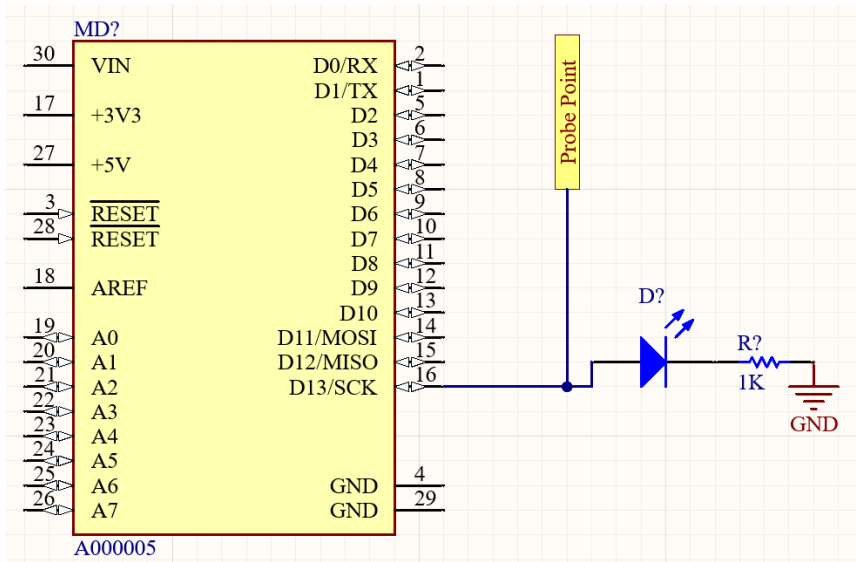 MD?
30 VIN D0/RX 2
D1/TX 1
17 +3V3 D2 5
D3 6
27 +5V D4 7
D5 8
3 RESET D6 9
28 RESET D7 10
D8 11
18 AREF D9 12
D10 13
19 A0 D11/MOSI 14
20 A1 D12/MISO 15
21 A2 D13/SCK 16
22 A3
23 A4
24 A5
25 A6 GND 4
26 A7 GND 29
A000005
Probe Point
D?
R?
1K
GND